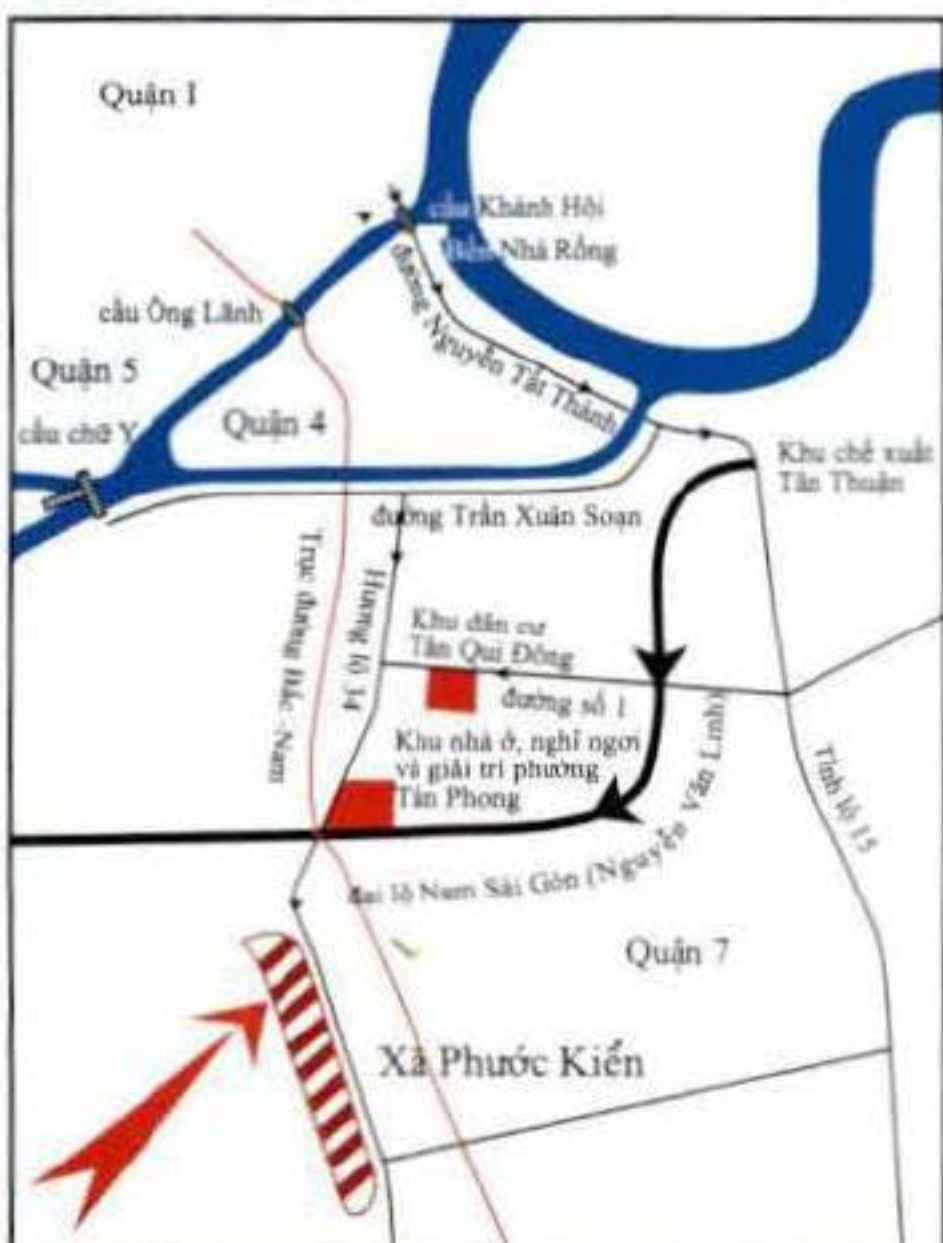 Quận 1
cầu Khánh Hội
Bến Nhà Rồng
đường Nguyễn Tất Thành
cầu Ông Lãnh
Quận 5
Quận 4
cầu chữ Y
Khu chế xuất
Tân Thuận
đường Trần Xuân Soạn
Trục đường Bắc - Nam
Hương lộ 34
Khu dân cư
Tân Qui Đông
đường số 1
Khu nhà ở, nghỉ ngơi
và giải trí phường
Tân Phong
Tỉnh lộ 15
đại lộ Nam Sài Gòn (Nguyễn Văn Linh)
Quận 7
Xã Phước Kiển